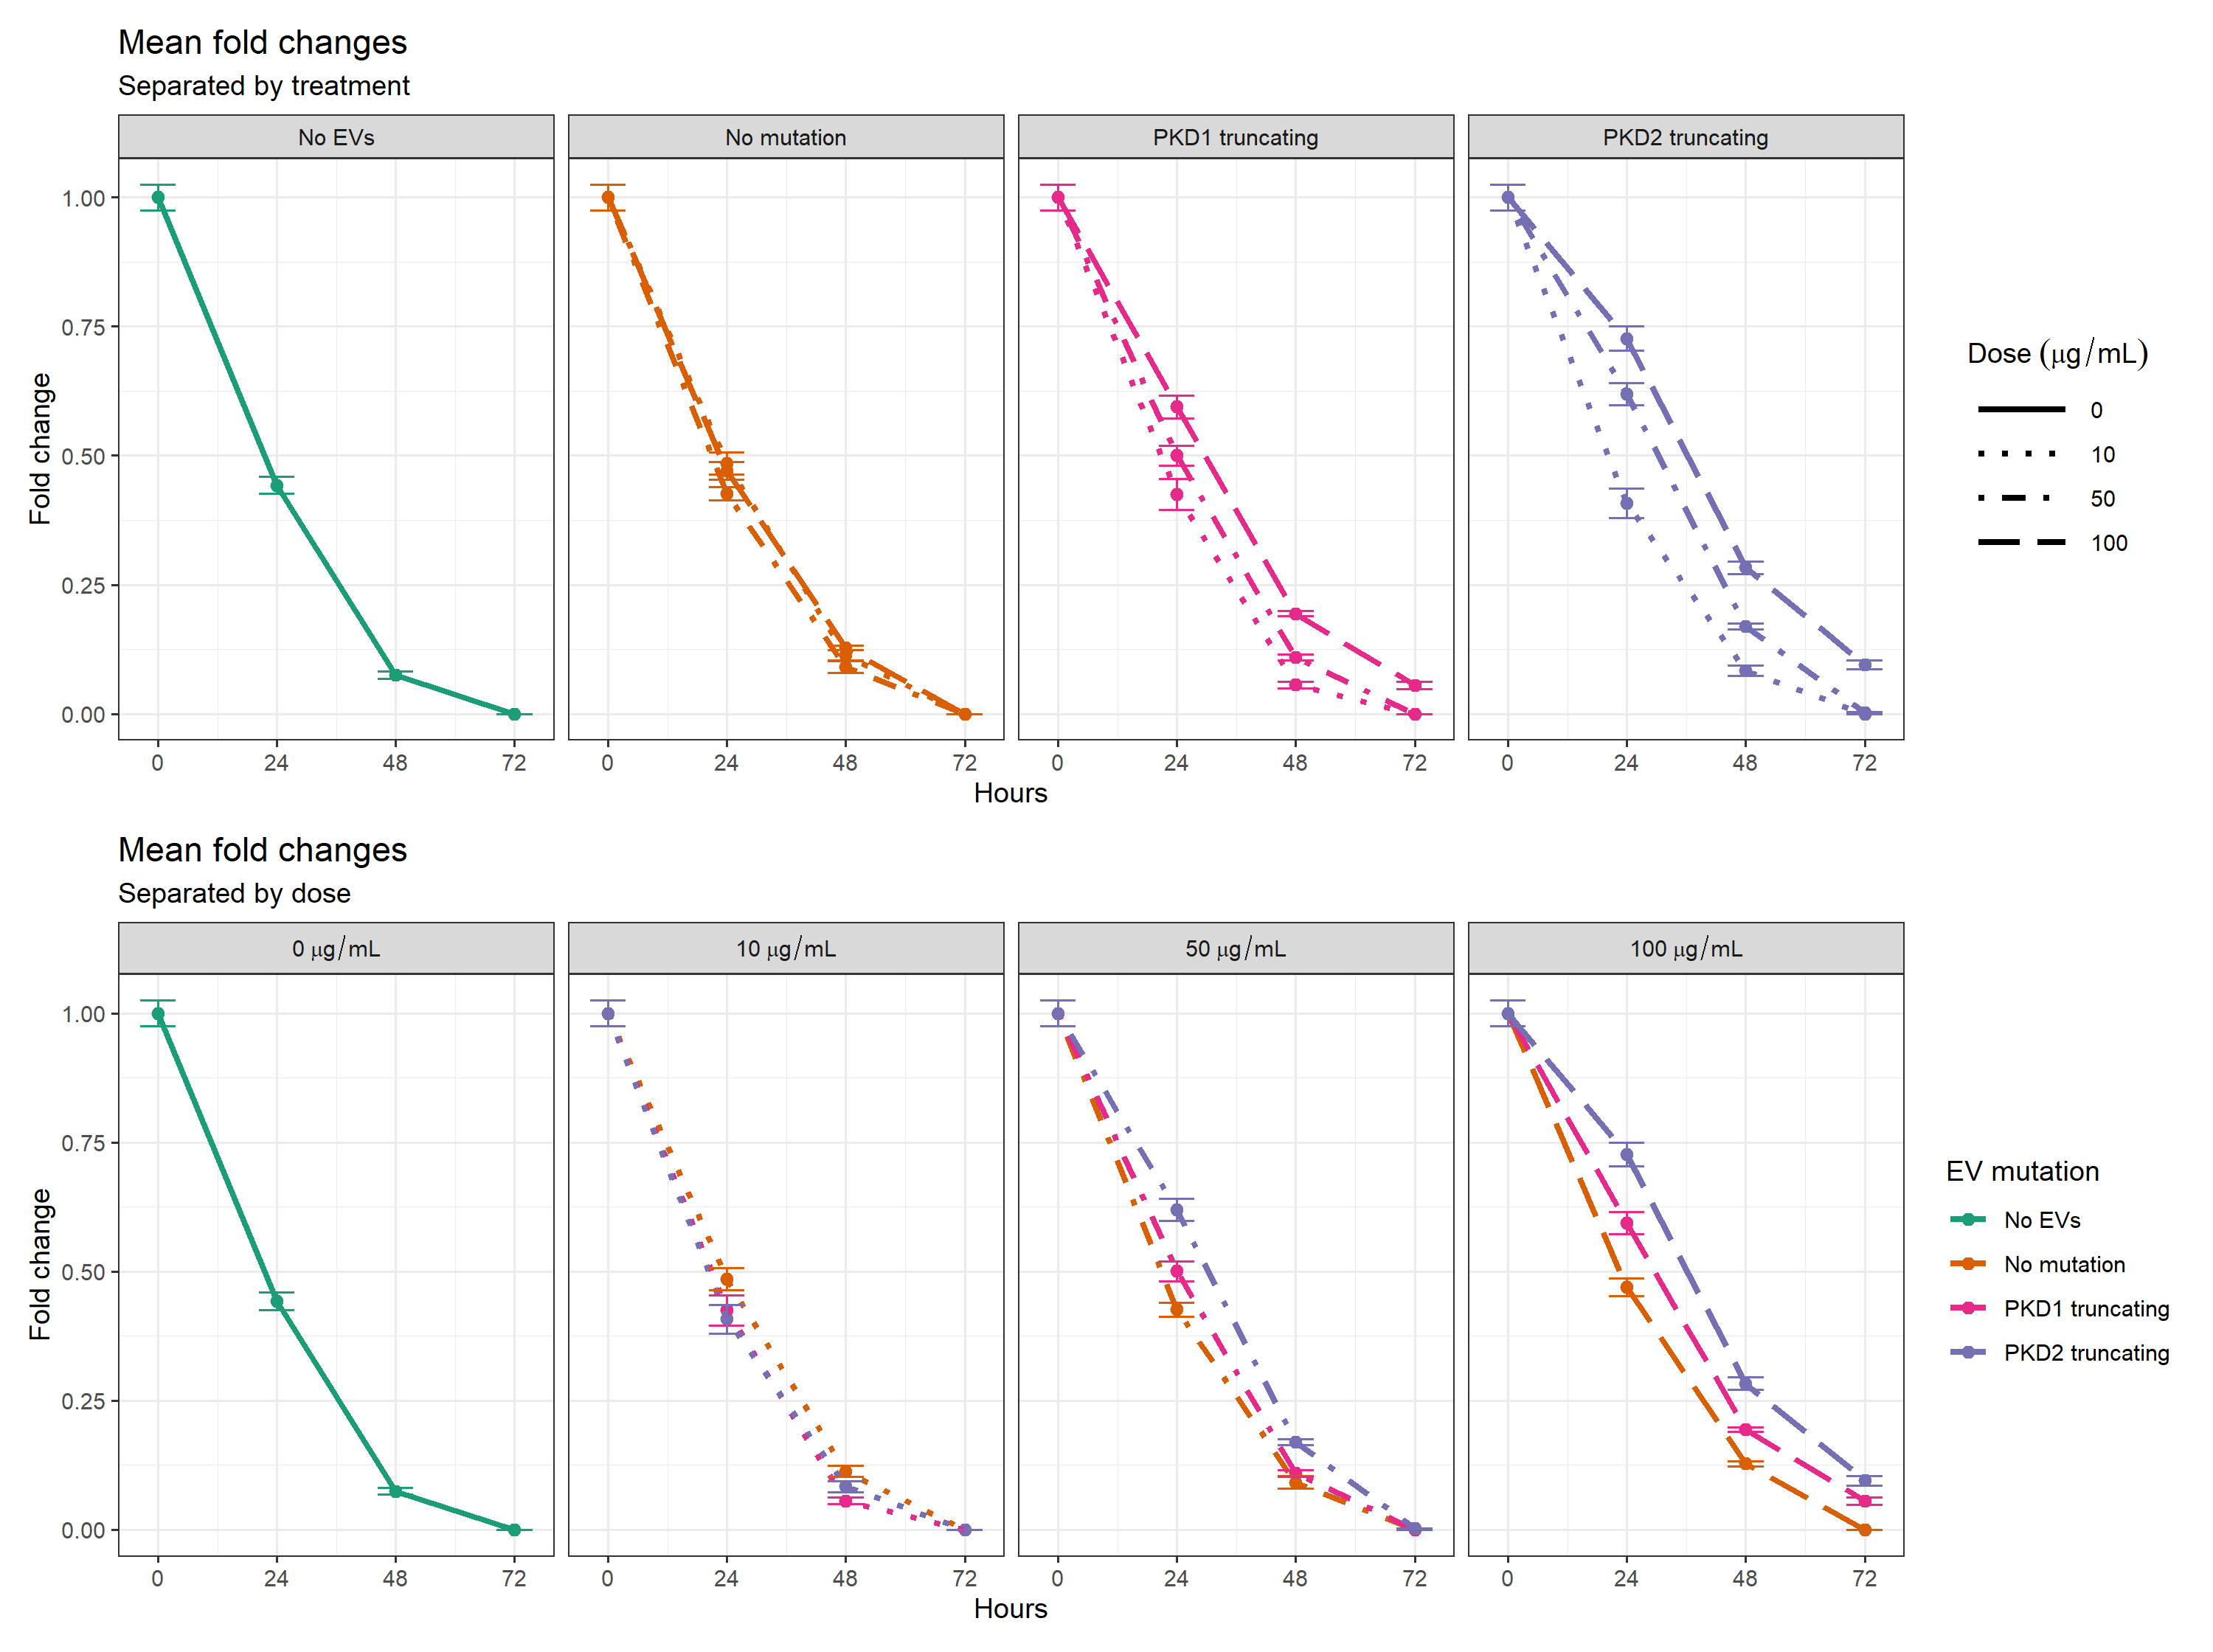 Mean fold changes
Separated by treatment
No EVs No mutation PKD1 truncating PKD2 truncating
Fold change
1.00
0.75
0.50
0.25
0.00
0 24 48 72 0 24 48 72 0 24 48 72 0 24 48 72
Hours
Dose (µg/mL)
0
10
50
100
Mean fold changes
Separated by dose
0 µg/mL 10 µg/mL 50 µg/mL 100 µg/mL
Fold change
1.00
0.75
0.50
0.25
0.00
0 24 48 72 0 24 48 72 0 24 48 72 0 24 48 72
Hours
EV mutation
No EVs
No mutation
PKD1 truncating
PKD2 truncating